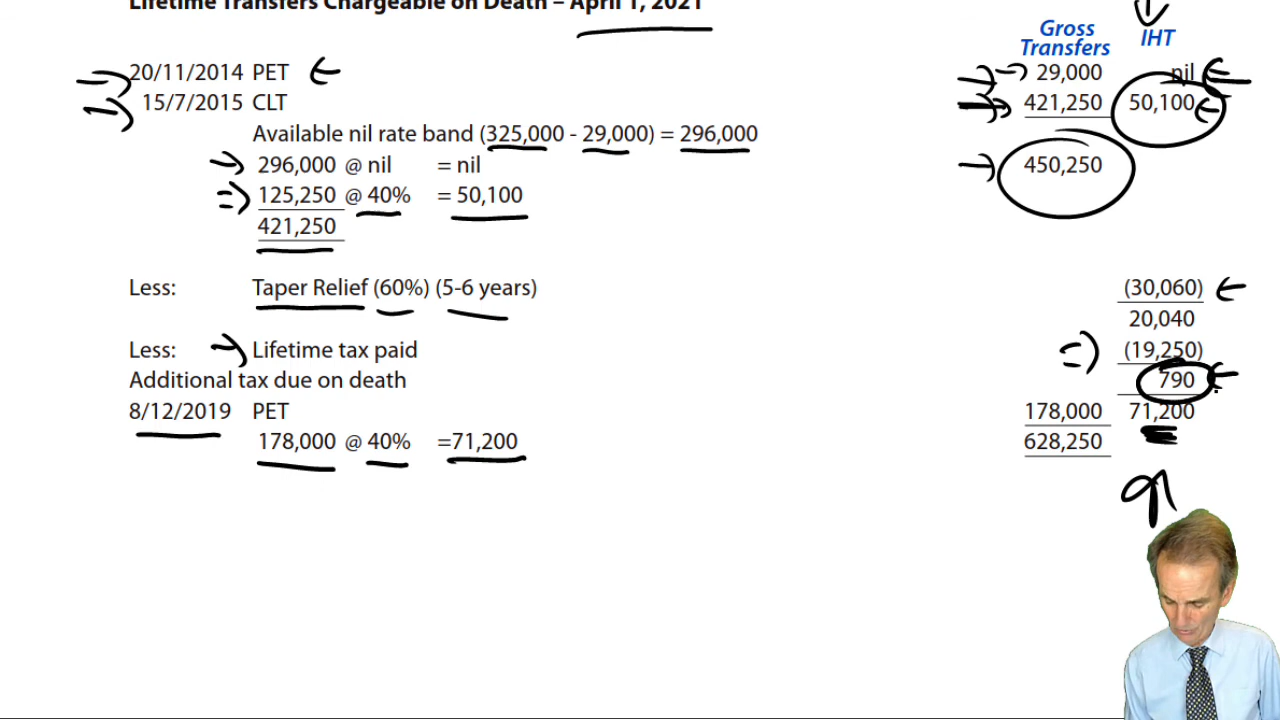 Lifetime Transfers Chargeable on Death – April 1, 2021
Gross Transfers IHT
20/11/2014 PET 29,000 nil
15/7/2015 CLT 421,250 50,100
Available nil rate band (325,000 - 29,000) = 296,000
296,000 @ nil = nil 450,250
125,250 @ 40% = 50,100
421,250
Less: Taper Relief (60%) (5-6 years) (30,060)
20,040
Less: Lifetime tax paid (19,250)
Additional tax due on death 790
8/12/2019 PET 178,000 71,200
178,000 @ 40% =71,200 628,250